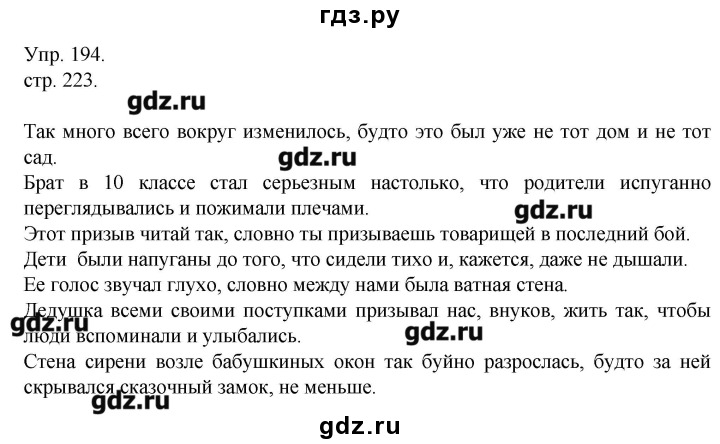 гдз.ру
Упр. 194.
стр. 223.
gdz.ru
Так много всего вокруг изменилось, будто это был уже не тот дом и не тот
сад.
gdz.ru
Брат в 10 классе стал серьезным настолько, что родители испуганно
переглядывались и пожимали плечами.
gdz.ru
Этот призыв читай так, словно ты призываешь товарищей в последний бой.
Дети были напуганы до того, что сидели тихо и, кажется, даже не дышали.
Ее голос звучал глухо, словно между нами была ватная стена.
Дедушка всеми своими поступками призывал нас, внуков, жить так, чтобы
gdz.ru
люди вспоминали и улыбались.
gdz.ru
Стена сирени возле бабушкиных окон так буйно разрослась, будто за ней
скрывался сказочный замок, не меньше.
gdz.ru
gdz.ru